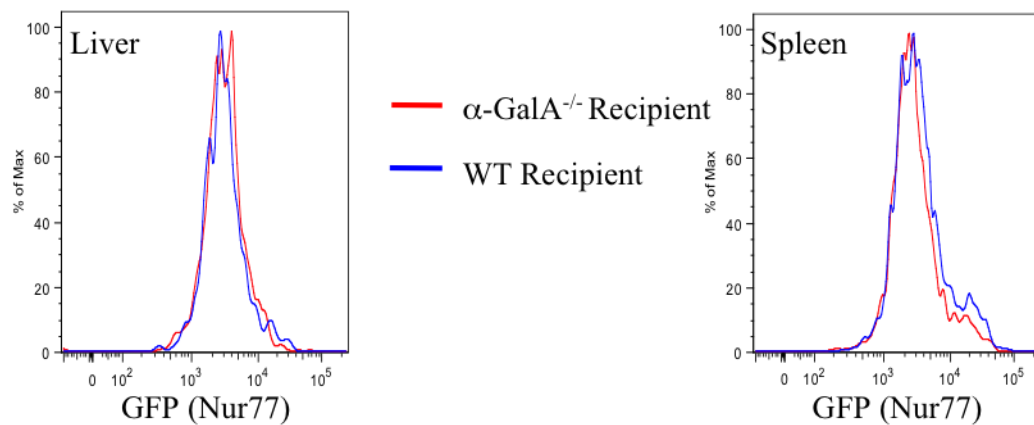 Liver
% of Max
100
80
60
40
20
0
0 10² 10³ 10⁴ 10⁵
GFP (Nur77)
α-GalA⁻/⁻ Recipient
WT Recipient
Spleen
% of Max
100
80
60
40
20
0
0 10² 10³ 10⁴ 10⁵
GFP (Nur77)